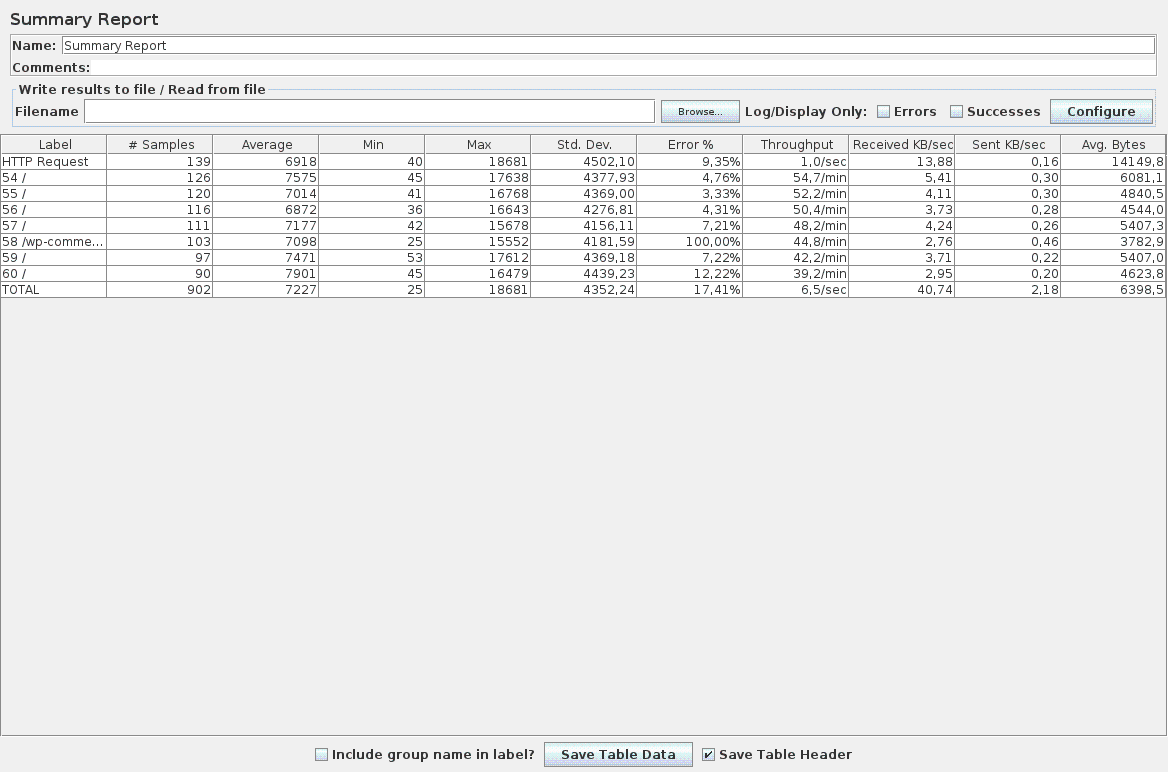 Summary Report
Name: Summary Report
Comments:
Write results to file / Read from file
Filename Browse... Log/Display Only: Errors Successes Configure
Label # Samples Average Min Max Std. Dev. Error % Throughput Received KB/sec Sent KB/sec Avg. Bytes
HTTP Request 139 6918 40 18681 4502,10 9,35% 1,0/sec 13,88 0,16 14149,8
54 / 126 7575 45 17638 4377,93 4,76% 54,7/min 5,41 0,30 6081,1
55 / 120 7014 41 16768 4369,00 3,33% 52,2/min 4,11 0,30 4840,5
56 / 116 6872 36 16643 4276,81 4,31% 50,4/min 3,73 0,28 4544,0
57 / 111 7177 42 15678 4156,11 7,21% 48,2/min 4,24 0,26 5407,3
58 /wp-comme... 103 7098 25 15552 4181,59 100,00% 44,8/min 2,76 0,46 3782,9
59 / 97 7471 53 17612 4369,18 7,22% 42,2/min 3,71 0,22 5407,0
60 / 90 7901 45 16479 4439,23 12,22% 39,2/min 2,95 0,20 4623,8
TOTAL 902 7227 25 18681 4352,24 17,41% 6,5/sec 40,74 2,18 6398,5
Include group name in label? Save Table Data Save Table Header